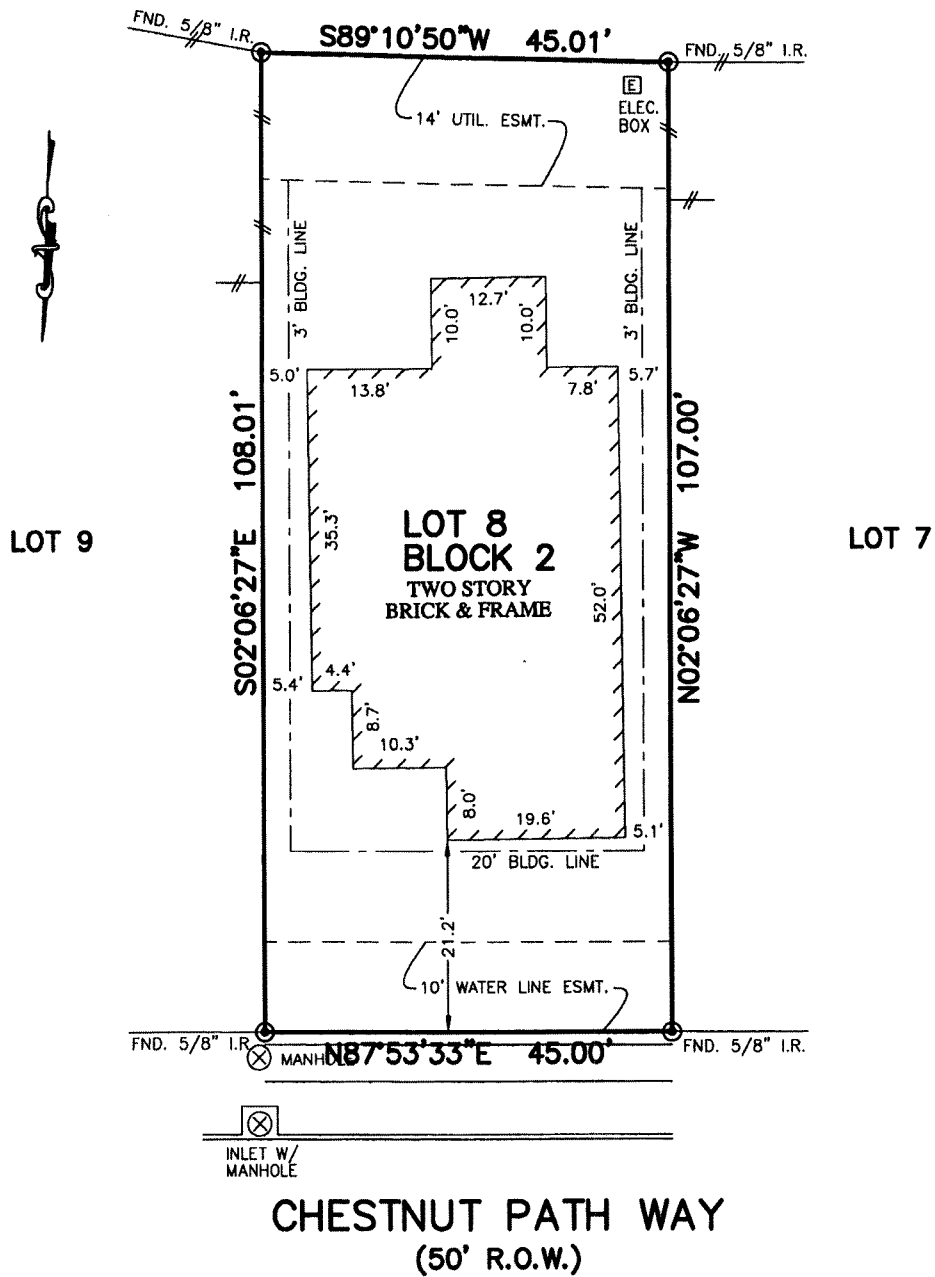 FND. 5/8" I.R.
S89°10'50"W 45.01'
FND. 5/8" I.R.
E
ELEC.
BOX
14' UTIL. ESMT.
3' BLDG. LINE
3' BLDG. LINE
12.7'
10.0'
10.0'
5.0'
13.8'
7.8'
5.7'
S02°06'27"E 108.01'
N02°06'27"W 107.00'
LOT 9
LOT 8
BLOCK 2
TWO STORY
BRICK & FRAME
LOT 7
35.3'
52.0'
5.4'
4.4'
8.7'
10.3'
8.0'
19.6'
5.1'
20' BLDG. LINE
21.2'
10' WATER LINE ESMT.
FND. 5/8" I.R.
MANHOLE
N87°53'33"E 45.00'
FND. 5/8" I.R.
INLET W/
MANHOLE
CHESTNUT PATH WAY
(50' R.O.W.)